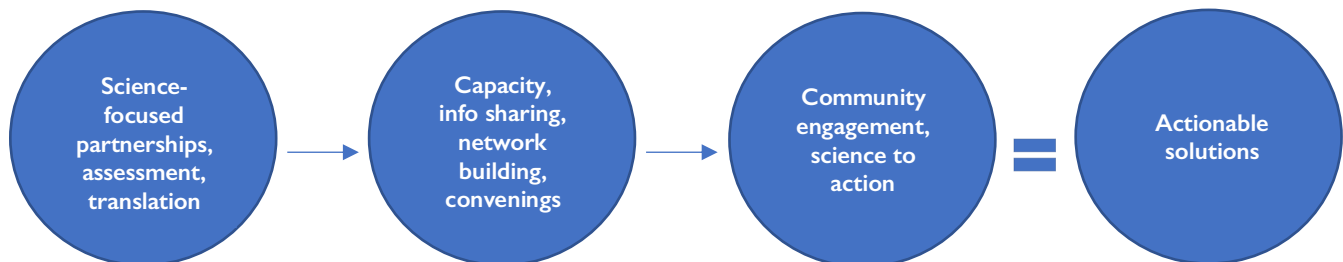 Science-
focused
partnerships,
assessment,
translation
Capacity,
info sharing,
network
building,
convenings
Community
engagement,
science to
action
=
Actionable
solutions